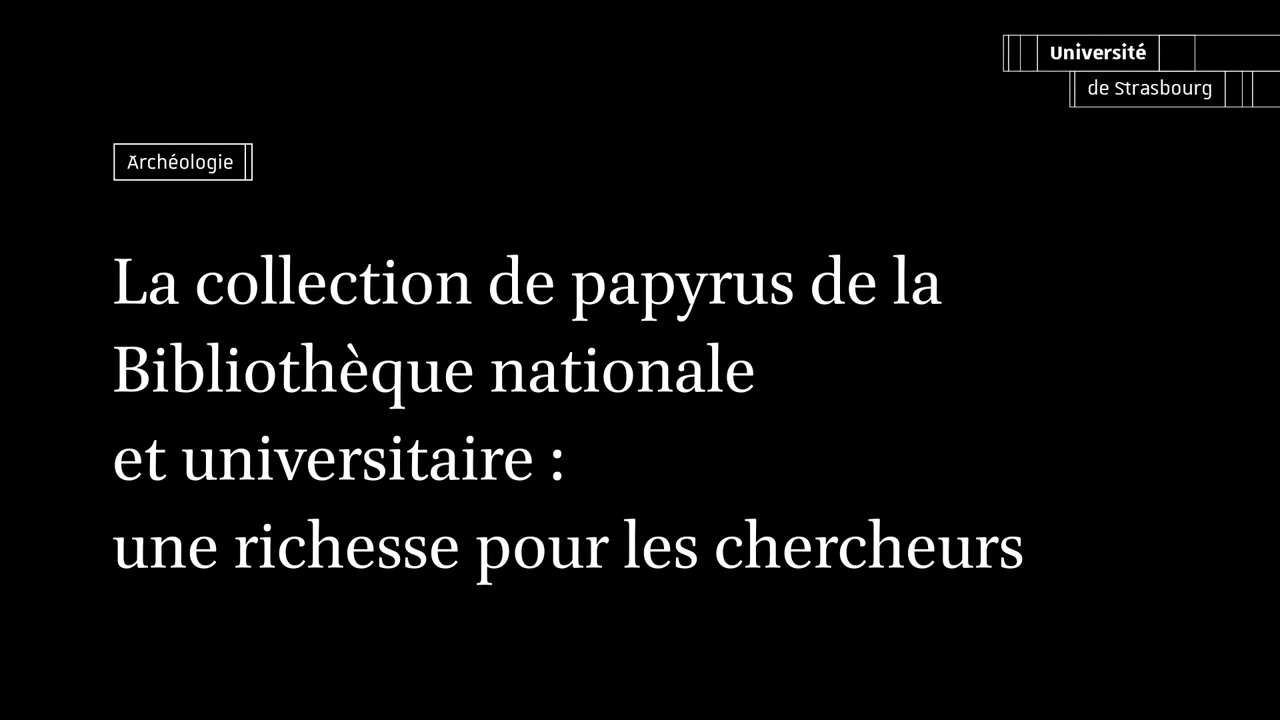 Université
de Strasbourg
Archéologie
La collection de papyrus de la
Bibliothèque nationale
et universitaire :
une richesse pour les chercheurs